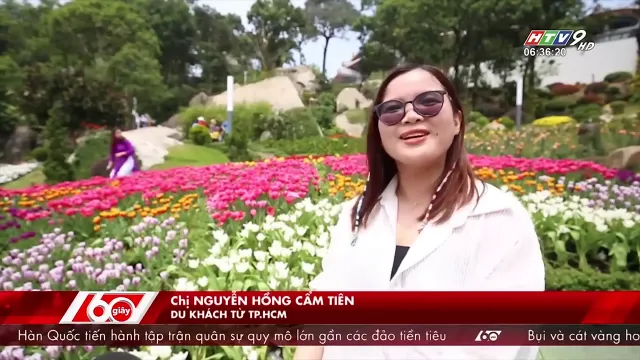 HTV9 HD
06:36:20
60 giây
Chị NGUYỄN HỒNG CẨM TIÊN
DU KHÁCH TỪ TP.HCM
Hàn Quốc tiến hành tập trận quân sự quy mô lớn gần các đảo tiền tiêu 60 Bụi và cát vàng